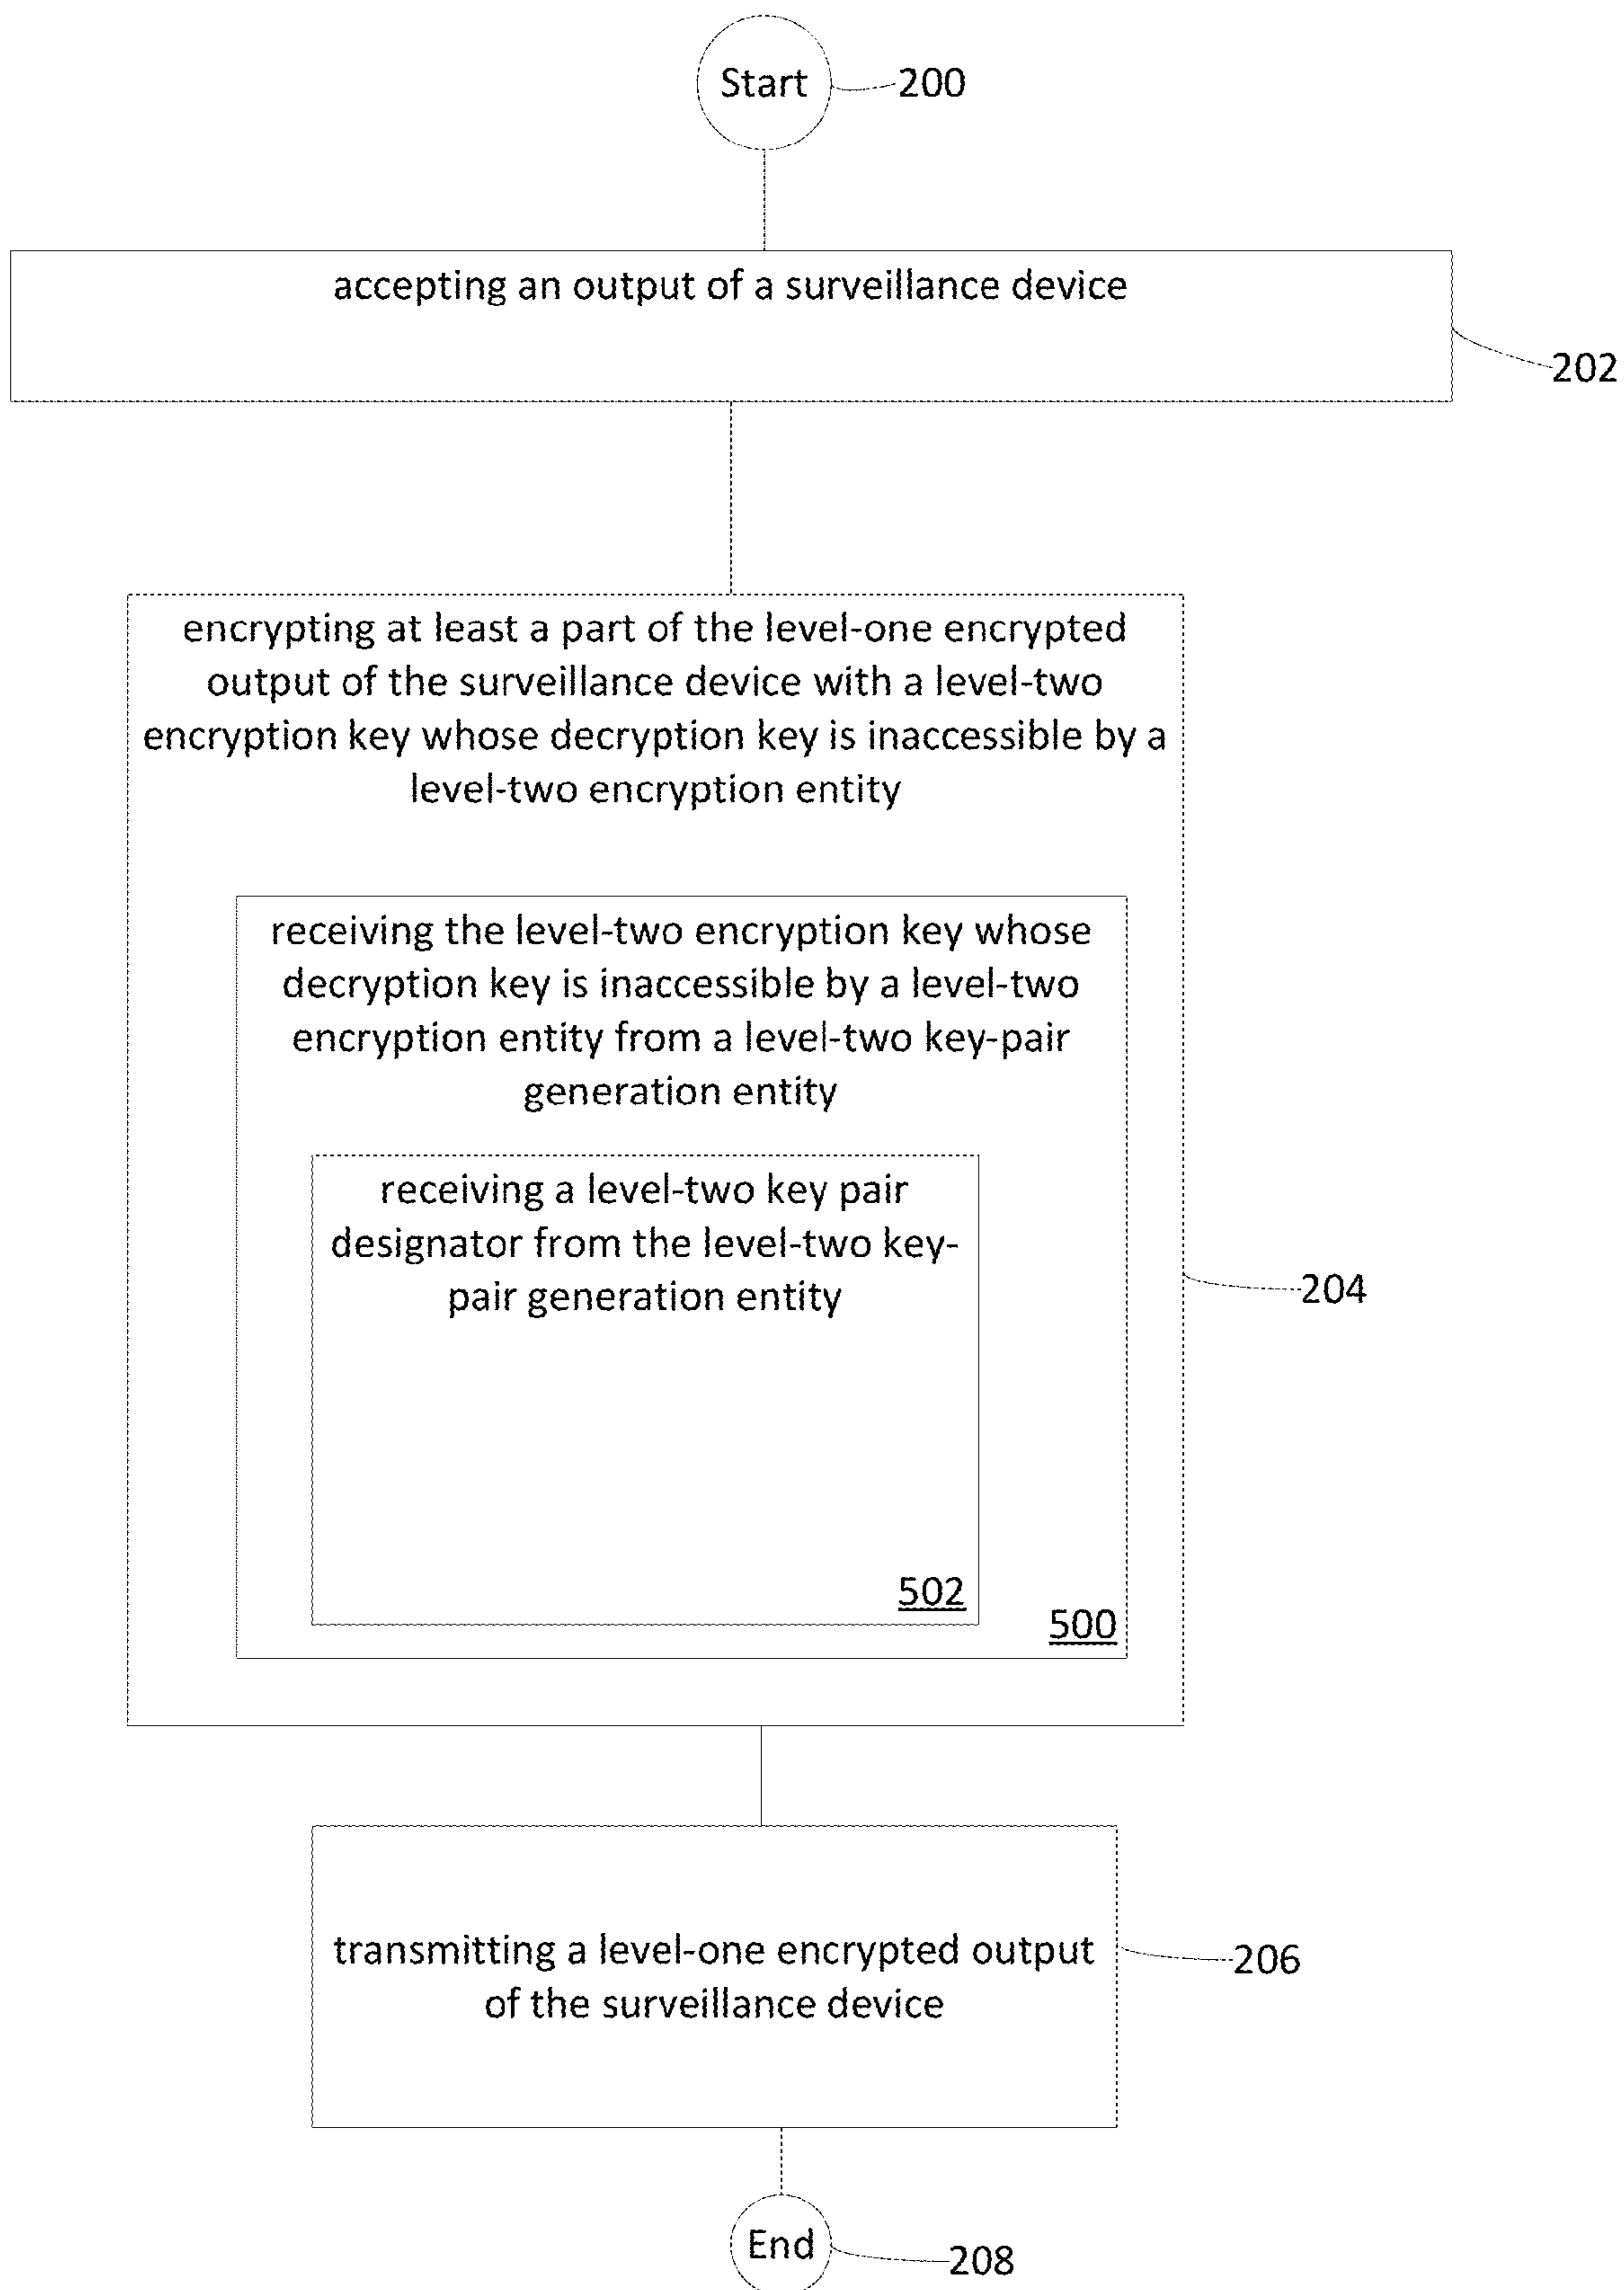 Start
200
accepting an output of a surveillance device
202
encrypting at least a part of the level-one encrypted
output of the surveillance device with a level-two
encryption key whose decryption key is inaccessible by a
level-two encryption entity
receiving the level-two encryption key whose
decryption key is inaccessible by a level-two
encryption entity from a level-two key-pair
generation entity
receiving a level-two key pair
designator from the level-two key-
pair generation entity
204
502
500
transmitting a level-one encrypted output
of the surveillance device
206
End
208